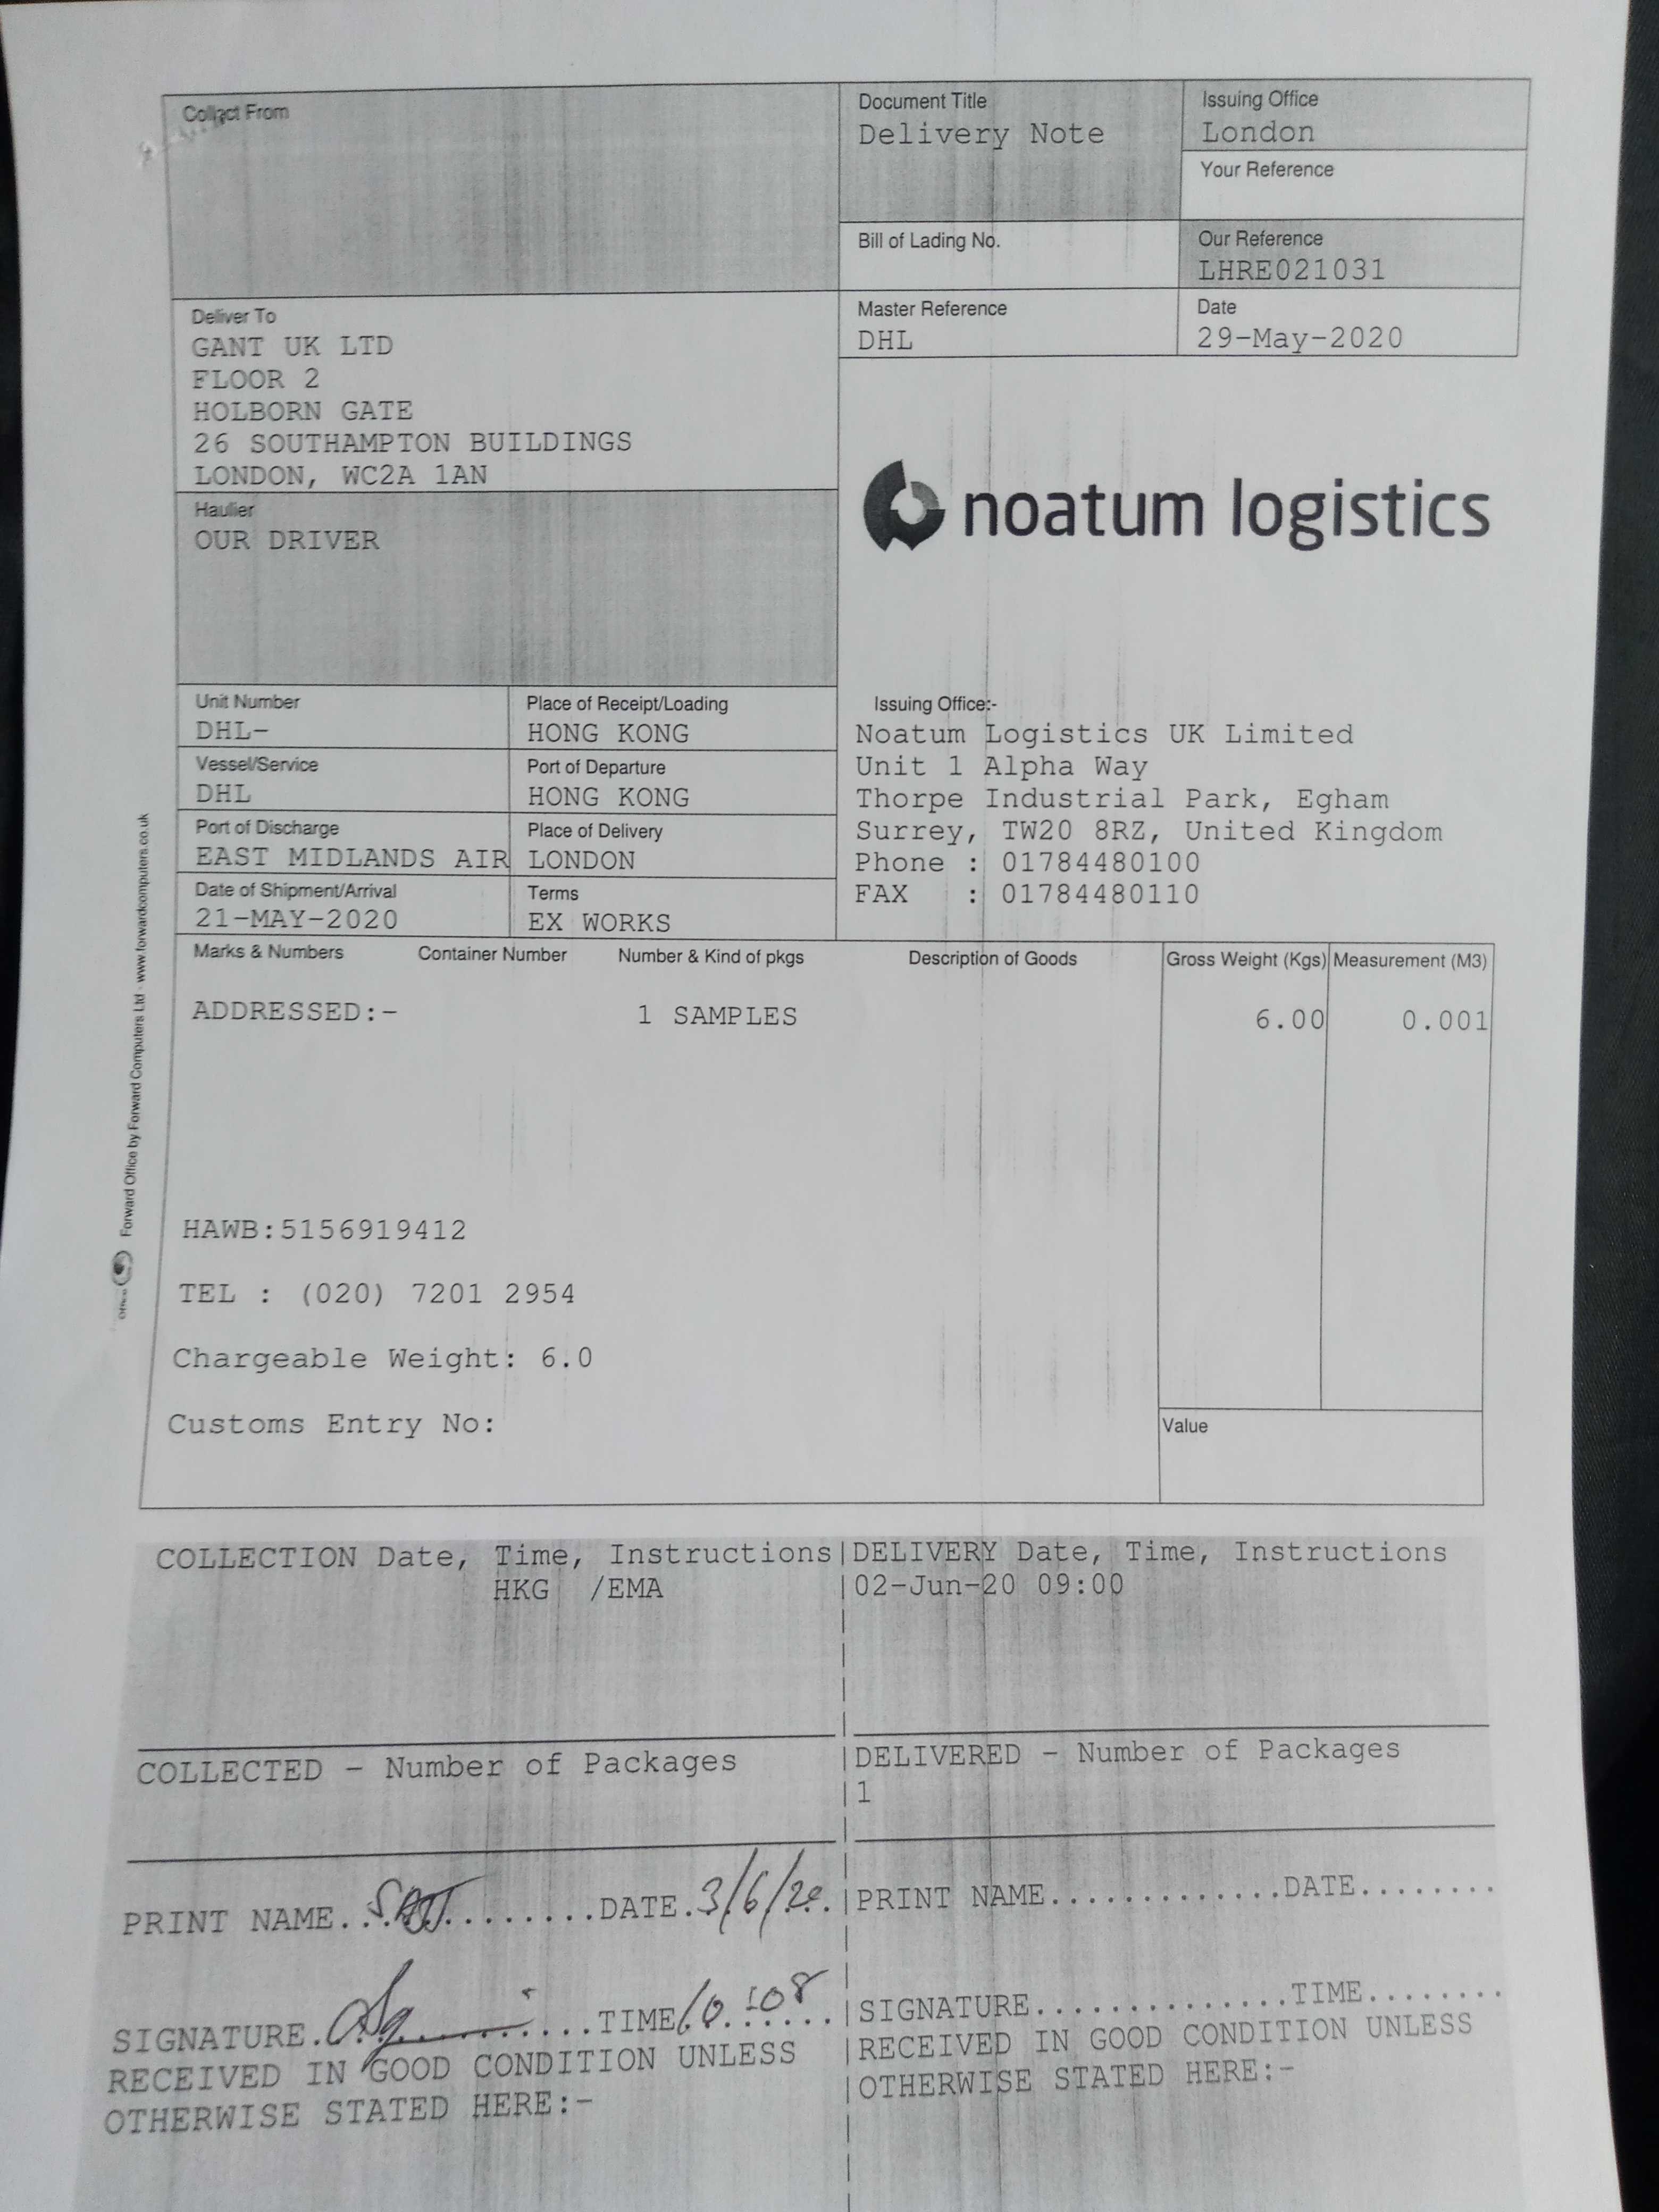 Collect From
Document Title
Delivery Note
Issuing Office
London
Your Reference
Bill of Lading No.
Our Reference
LHRE021031
Deliver To
GANT UK LTD
FLOOR 2
HOLBORN GATE
26 SOUTHAMPTON BUILDINGS
LONDON, WC2A 1AN
Master Reference
DHL
Date
29-May-2020
Haulier
OUR DRIVER
noatum logistics
Unit Number
DHL-
Place of Receipt/Loading
HONG KONG
Vessel/Service
DHL
Port of Departure
HONG KONG
Port of Discharge
EAST MIDLANDS AIR
Place of Delivery
LONDON
Date of Shipment/Arrival
21-MAY-2020
Terms
EX WORKS
Issuing Office:-
Noatum Logistics UK Limited
Unit 1 Alpha Way
Thorpe Industrial Park, Egham
Surrey, TW20 8RZ, United Kingdom
Phone : 01784480100
FAX : 01784480110
Marks & Numbers Container Number Number & Kind of pkgs Description of Goods Gross Weight (Kgs) Measurement (M3)
ADDRESSED:- 1 SAMPLES 6.00 0.001
HAWB:5156919412
TEL : (020) 7201 2954
Chargeable Weight: 6.0
Customs Entry No:
Value
Office Forward Office by Forward Computers Ltd - www.forwardcomputers.co.uk
COLLECTION Date, Time, Instructions
HKG /EMA
DELIVERY Date, Time, Instructions
02-Jun-20 09:00
COLLECTED - Number of Packages
DELIVERED - Number of Packages
1
PRINT NAME.............DATE.3/6/20.
SIGNATURE..............TIME 10:08
RECEIVED IN GOOD CONDITION UNLESS
OTHERWISE STATED HERE:-
PRINT NAME.............DATE........
SIGNATURE..............TIME........
RECEIVED IN GOOD CONDITION UNLESS
OTHERWISE STATED HERE:-